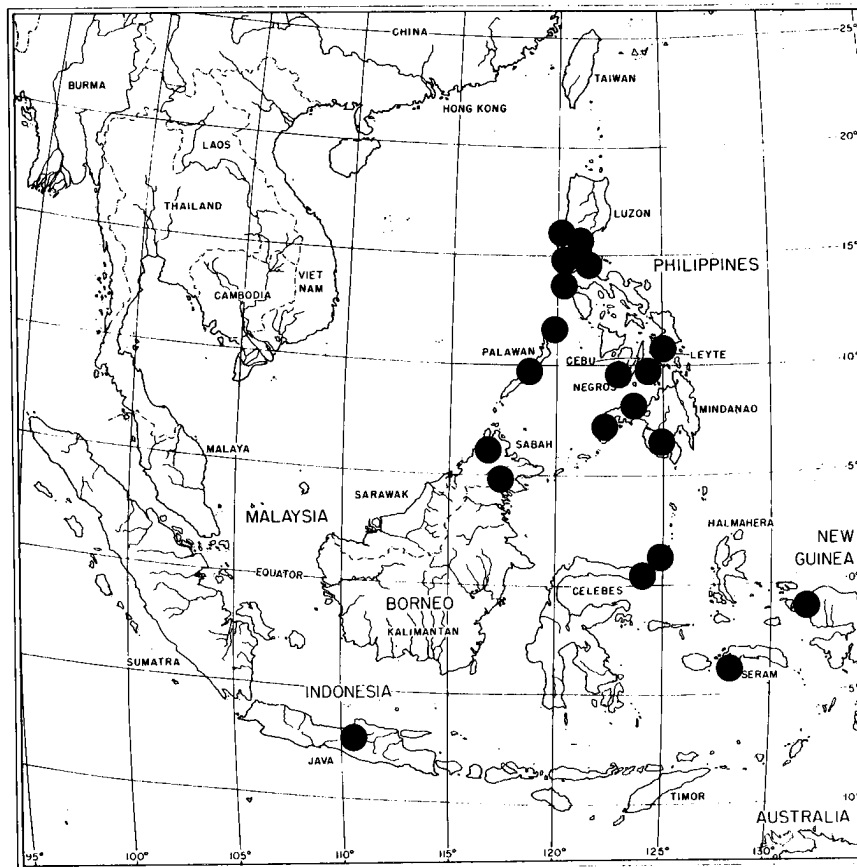 CHINA
25°
BURMA
TAIWAN
HONG KONG
20°
LAOS
THAILAND
LUZON
15°
VIET
NAM
PHILIPPINES
CAMBODIA
PALAWAN
CEBU
LEYTE
10°
NEGROS
MINDANAO
MALAYA
SABAH
5°
SARAWAK
MALAYSIA
HALMAHERA
NEW
GUINEA
EQUATOR
0°
CELEBES
BORNEO
KALIMANTAN
SUMATRA
SERAM
5°
INDONESIA
JAVA
TIMOR
10°
AUSTRALIA
95°
100°
105°
110°
115°
120°
125°
130°